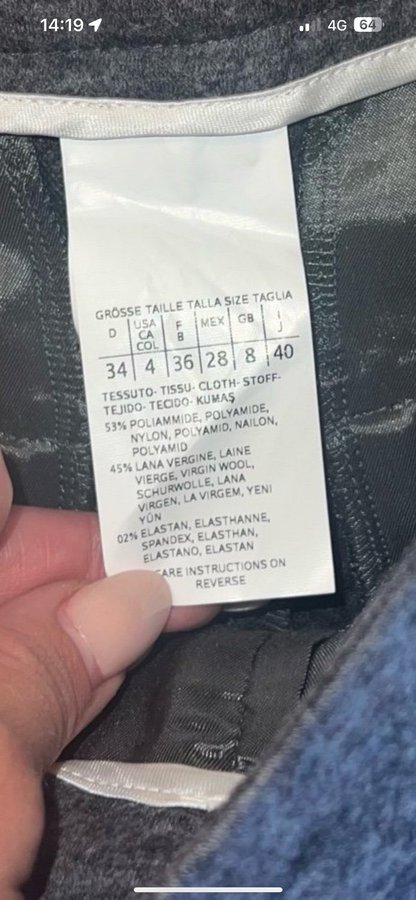 14:19
4G 64
GRÖSSE TAILLE TALLA SIZE TAGLIA
D USA CA COL F B MEX GB I J
34 4 36 28 8 40
TESSUTO- TISSU- CLOTH- STOFF-
TEJIDO- TECIDO- KUMAŞ
53% POLIAMMIDE, POLYAMIDE,
NYLON, POLYAMID, NAILON,
POLYAMID
45% LANA VERGINE, LAINE
VIERGE, VIRGIN WOOL,
SCHURWOLLE, LANA
VIRGEN, LA VIRGEM, YENI
YÜN
02% ELASTAN, ELASTHANNE,
SPANDEX, ELASTHAN,
ELASTANO, ELASTAN
ARE INSTRUCTIONS ON
REVERSE